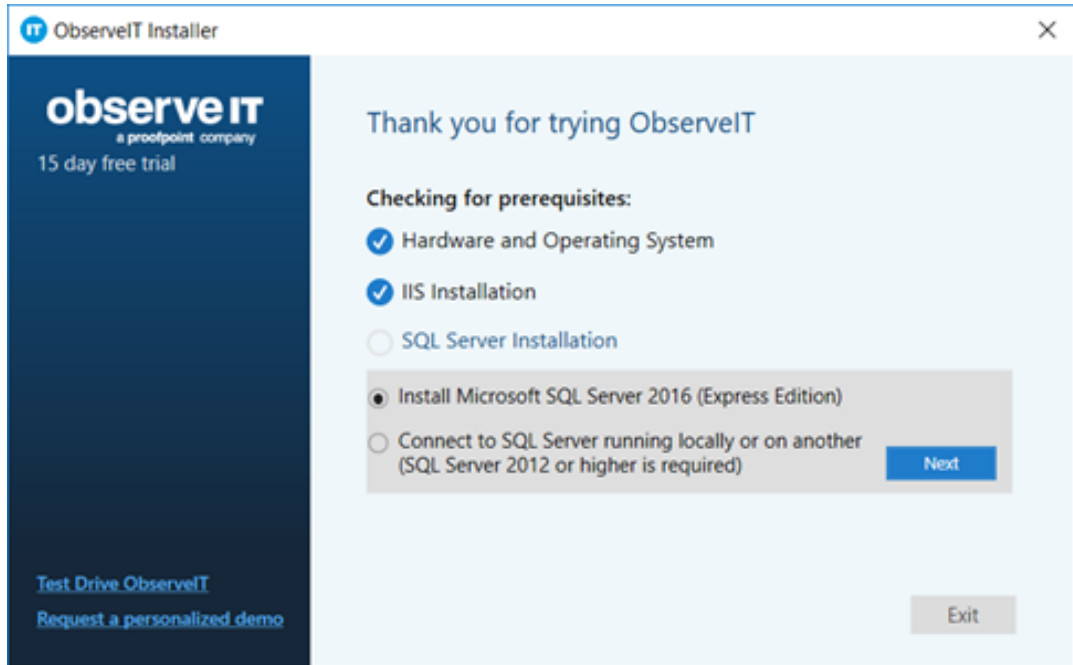 IT ObserveIT Installer
observeIT
a proofpoint company
15 day free trial
Thank you for trying ObserveIT
Checking for prerequisites:
Hardware and Operating System
IIS Installation
SQL Server Installation
Install Microsoft SQL Server 2016 (Express Edition)
Connect to SQL Server running locally or on another
(SQL Server 2012 or higher is required)
Next
Test Drive ObserveIT
Request a personalized demo
Exit